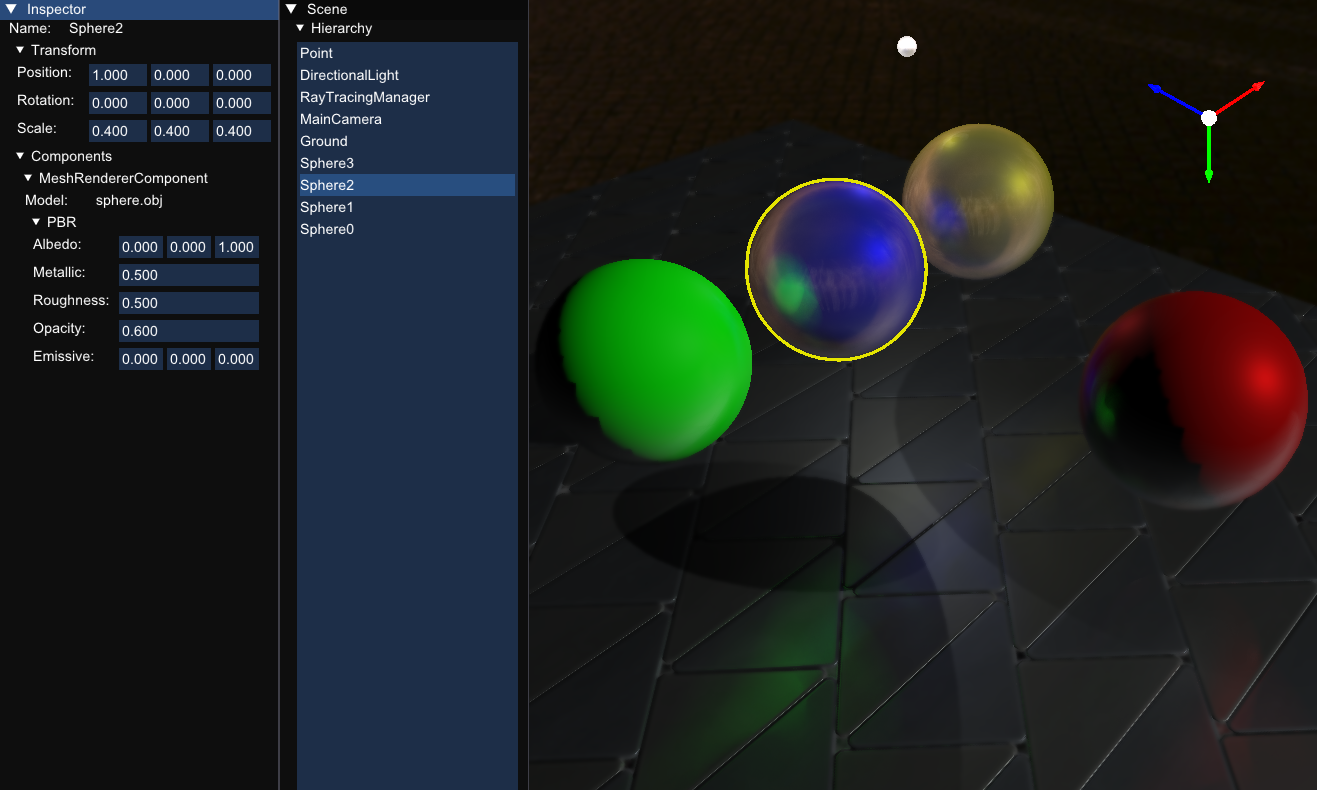 Inspector
Name: Sphere2
Transform
Position: 1.000 0.000 0.000
Rotation: 0.000 0.000 0.000
Scale: 0.400 0.400 0.400
Components
MeshRendererComponent
Model: sphere.obj
PBR
Albedo: 0.000 0.000 1.000
Metallic: 0.500
Roughness: 0.500
Opacity: 0.600
Emissive: 0.000 0.000 0.000
Scene
Hierarchy
Point
DirectionalLight
RayTracingManager
MainCamera
Ground
Sphere3
Sphere2
Sphere1
Sphere0